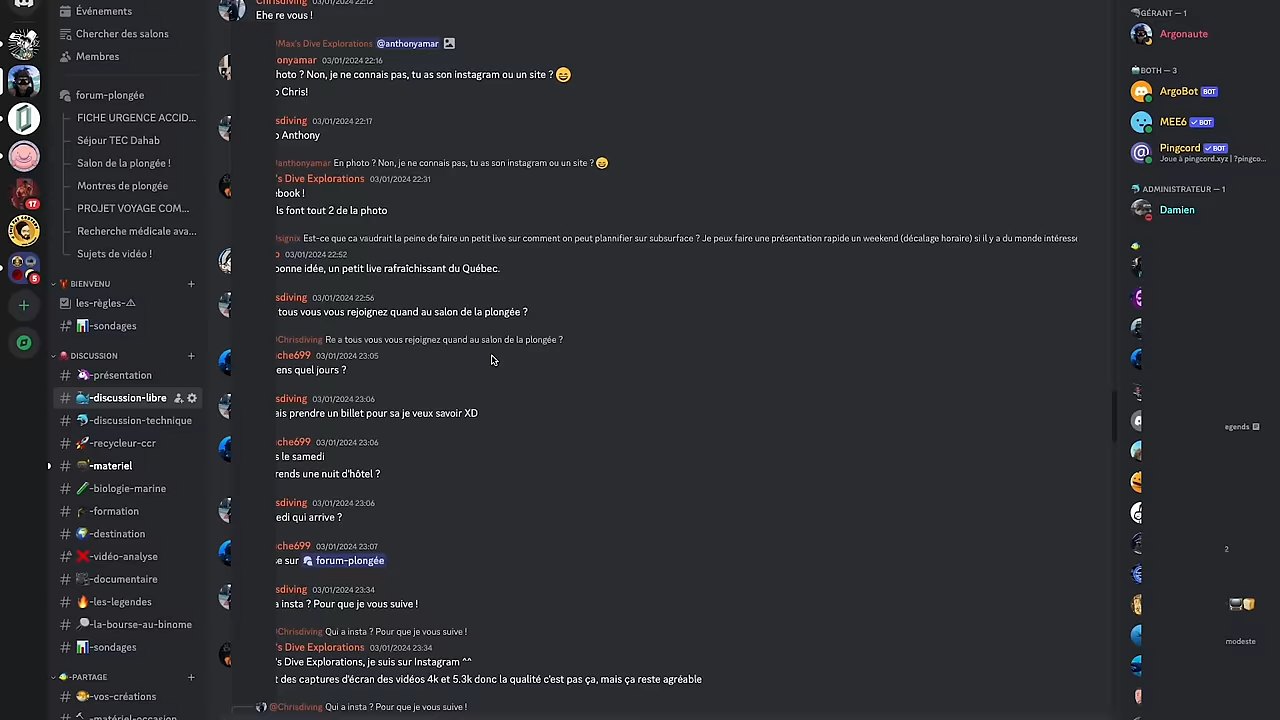 Événements
Chercher des salons
Membres
forum-plongée
FICHE URGENCE ACCID...
Séjour TEC Dahab
Salon de la plongée !
Montres de plongée
PROJET VOYAGE COM...
Recherche médicale ava...
Sujets de vidéo !
BIENVENU
les-règles-⚠
📊-sondages
DISCUSSION
🦄-présentation
🐳-discussion-libre
🐬-discussion-technique
🚀-recycleur-ccr
-materiel
-biologie-marine
🎓-formation
🌍-destination
❌-vidéo-analyse
-documentaire
🔥-les-legendes
-la-bourse-au-binome
📊-sondages
-PARTAGE
-vos-créations
-matériel-occasion
17
5
Chrisdiving 03/01/2024 22:12
Ehe re vous !
@Max's Dive Explorations @anthonyamar
onyamar 03/01/2024 22:16
hoto ? Non, je ne connais pas, tu as son instagram ou un site ? 😄
o Chris!
sdiving 03/01/2024 22:17
o Anthony
@anthonyamar En photo ? Non, je ne connais pas, tu as son instagram ou un site ? 😄
's Dive Explorations 03/01/2024 22:31
ebook !
ls font tout 2 de la photo
@signix Est-ce que ca vaudrait la peine de faire un petit live sur comment on peut plannifier sur subsurface ? Je peux faire une présentation rapide un weekend (décalage horaire) si il y a du monde intéressé
o 03/01/2024 22:52
bonne idée, un petit live rafraîchissant du Québec.
sdiving 03/01/2024 22:56
tous vous vous rejoignez quand au salon de la plongée ?
@Chrisdiving Re a tous vous vous rejoignez quand au salon de la plongée ?
che699 03/01/2024 23:05
ens quel jours ?
sdiving 03/01/2024 23:06
ais prendre un billet pour sa je veux savoir XD
che699 03/01/2024 23:06
s le samedi
rends une nuit d'hôtel ?
sdiving 03/01/2024 23:06
edi qui arrive ?
che699 03/01/2024 23:07
e sur forum-plongée
sdiving 03/01/2024 23:34
a insta ? Pour que je vous suive !
@Chrisdiving Qui a insta ? Pour que je vous suive !
's Dive Explorations 03/01/2024 23:34
's Dive Explorations, je suis sur Instagram ^^
t des captures d'écran des vidéos 4k et 5.3k donc la qualité c'est pas ça, mais ça reste agréable
@Chrisdiving Qui a insta ? Pour que je vous suive !
GÉRANT — 1
Argonaute
BOTH — 3
ArgoBot BOT
MEE6 BOT
Pingcord BOT
Joue à pingcord.xyz | ?pingco...
ADMINISTRATEUR — 1
Damien
egends
2
modeste